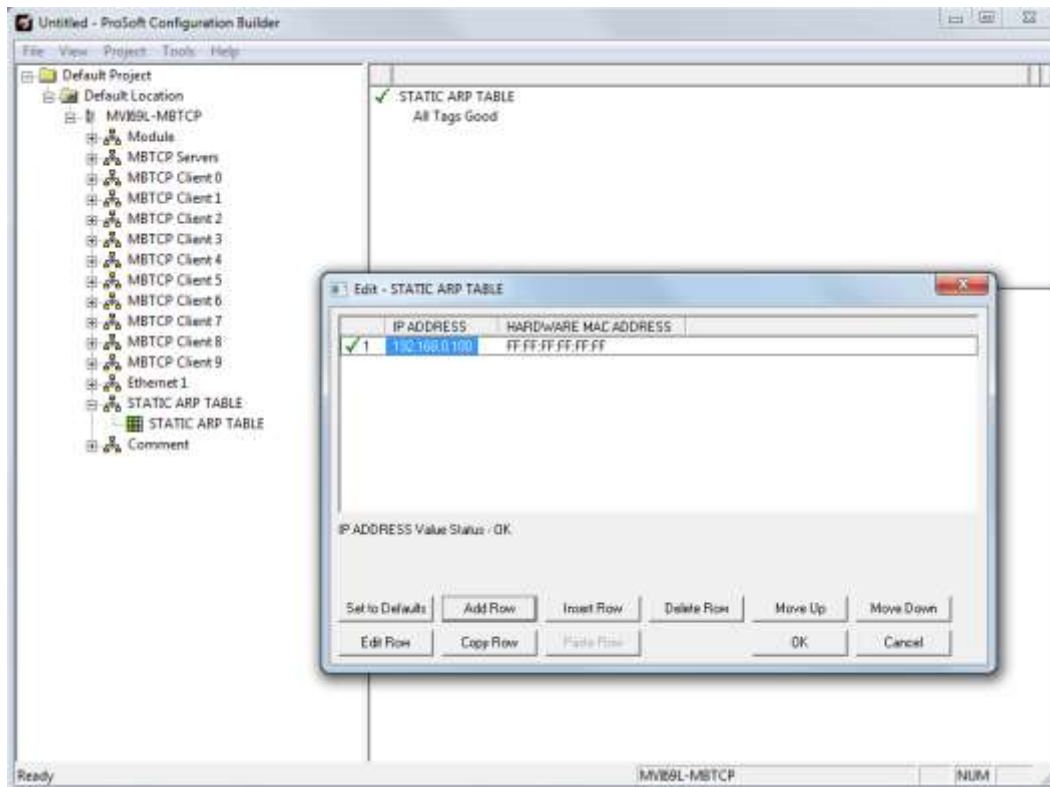 Untitled - ProSoft Configuration Builder
File View Project Tools Help
Default Project
Default Location
MVI69L-MBTCP
Module
MBTCP Servers
MBTCP Client 0
MBTCP Client 1
MBTCP Client 2
MBTCP Client 3
MBTCP Client 4
MBTCP Client 5
MBTCP Client 6
MBTCP Client 7
MBTCP Client 8
MBTCP Client 9
Ethernet 1
STATIC ARP TABLE
STATIC ARP TABLE
Comment
STATIC ARP TABLE
All Tags Good
Edit - STATIC ARP TABLE
IP ADDRESS HARDWARE MAC ADDRESS
1 192.168.0.100 FF:FF:FF:FF:FF:FF
IP ADDRESS Value Status - OK
Set to Defaults Add Row Insert Row Delete Row Move Up Move Down
Edit Row Copy Row Paste Row OK Cancel
Ready MVI69L-MBTCP NUM